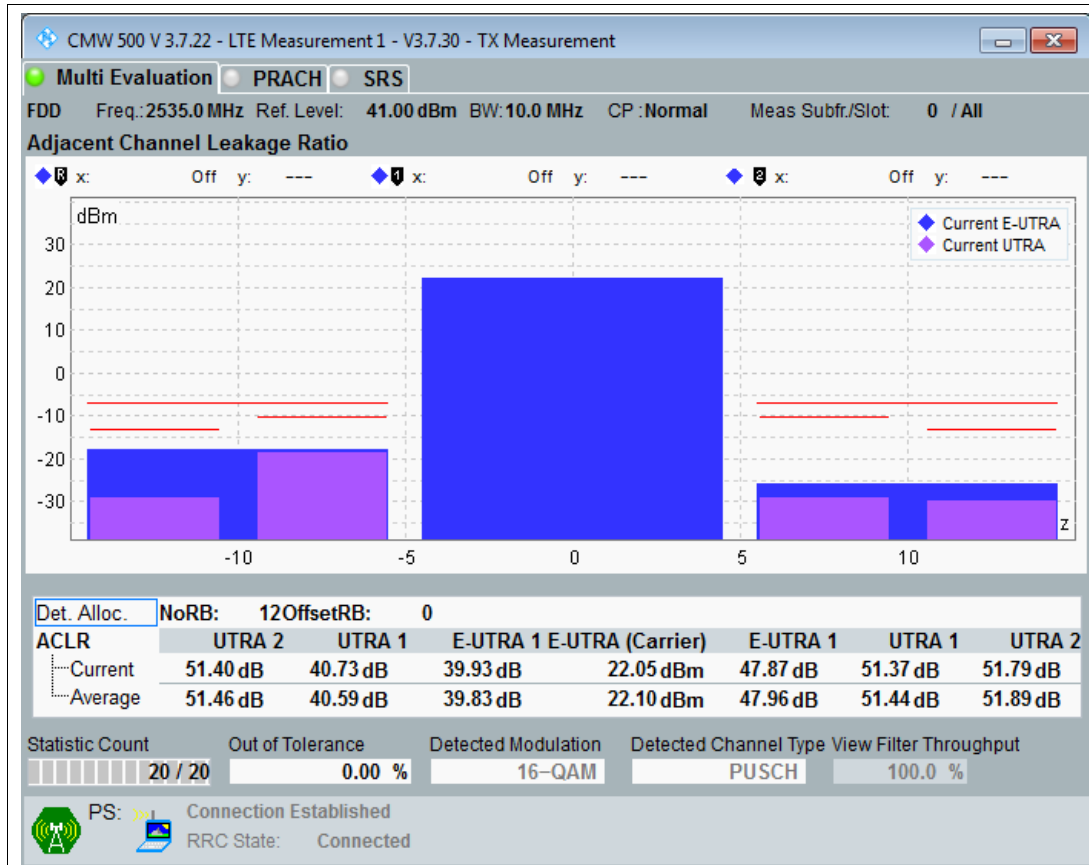 CMW 500 V 3.7.22 - LTE Measurement 1 - V3.7.30 - TX Measurement
Multi Evaluation PRACH SRS
FDD Freq.: 2535.0 MHz Ref. Level: 41.00 dBm BW: 10.0 MHz CP : Normal Meas Subfr./Slot: 0 / All
Adjacent Channel Leakage Ratio
R x: Off y: --- 1 x: Off y: --- 2 x: Off y: ---
dBm
Current E-UTRA
Current UTRA
30
20
10
0
-10
-20
-30
z
-10 -5 0 5 10
Det. Alloc. NoRB: 12 OffsetRB: 0
ACLR UTRA 2 UTRA 1 E-UTRA 1 E-UTRA (Carrier) E-UTRA 1 UTRA 1 UTRA 2
Current 51.40 dB 40.73 dB 39.93 dB 22.05 dBm 47.87 dB 51.37 dB 51.79 dB
Average 51.46 dB 40.59 dB 39.83 dB 22.10 dBm 47.96 dB 51.44 dB 51.89 dB
Statistic Count Out of Tolerance Detected Modulation Detected Channel Type View Filter Throughput
20 / 20 0.00 % 16-QAM PUSCH 100.0 %
PS: Connection Established
RRC State: Connected